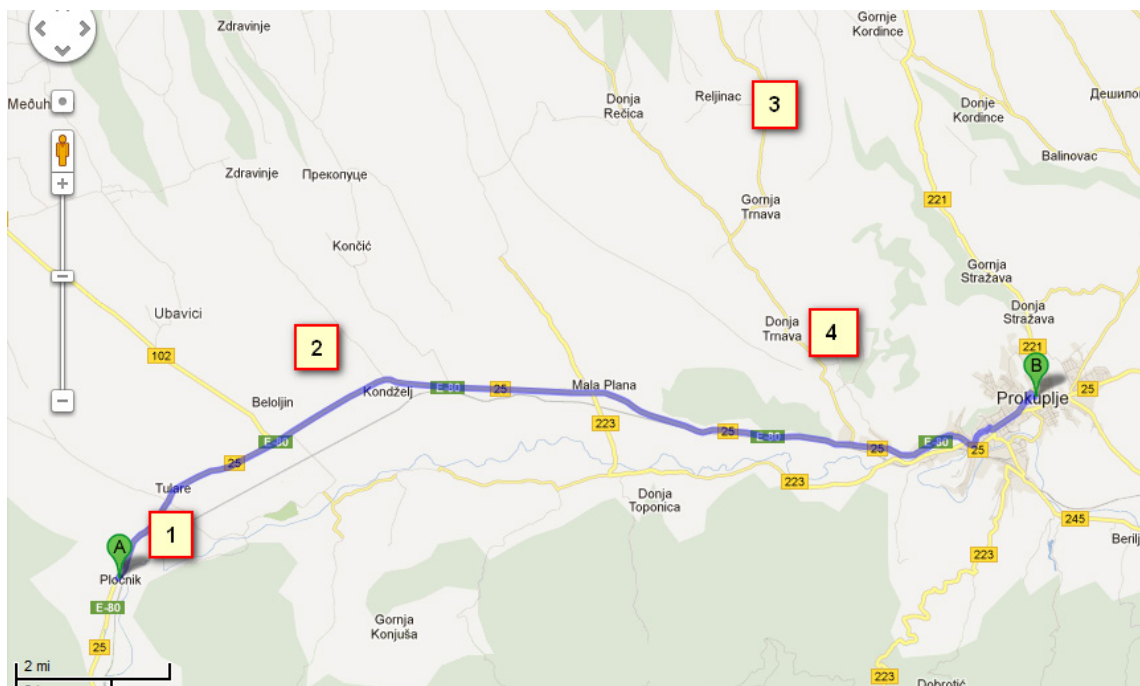 Gornje
Kordince
Zdravinje
Međuh
Donja
Rečica
Reljinac
3
Donje
Kordince
Дешило
Balinovac
Zdravinje
Прекопуце
221
Gornja
Trnava
Končić
Gornja
Stražava
Ubavici
2
Donja
Trnava
4
Donja
Stražava
102
221
B
Beloljin
Kondželj
E-80
25
Mala Plana
Prokuplje
25
E-80
223
25
E-80
25
E-80
25
25
Tulare
223
Donja
Toponica
1
245
A
Beril
Pločnik
223
E-80
Gornja
Konjuša
25
2 mi
223
Dobrotić